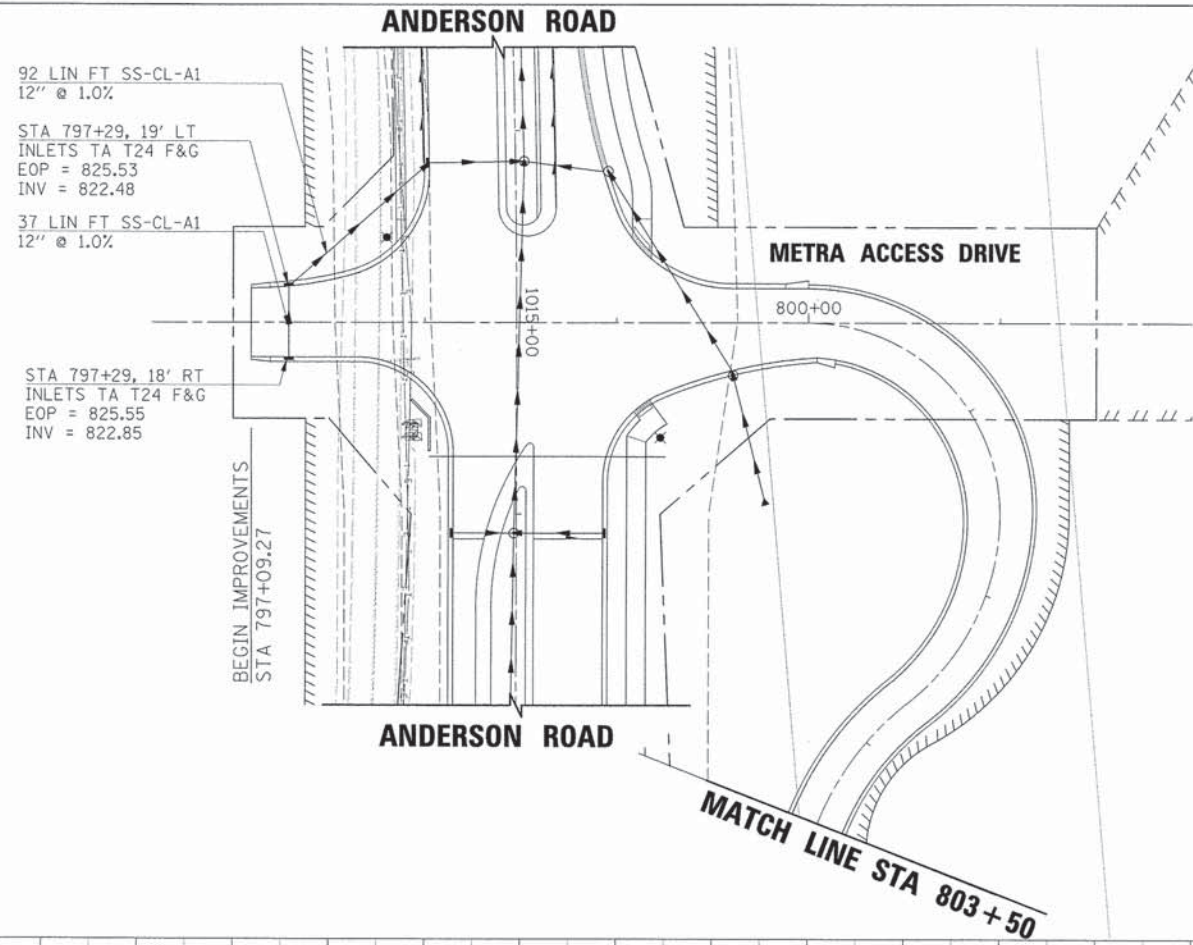 ANDERSON ROAD
92 LIN FT SS-CL-A1
12" @ 1.0%
STA 797+29, 19' LT
INLETS TA T24 F&G
EOP = 825.53
INV = 822.48
37 LIN FT SS-CL-A1
12" @ 1.0%
METRA ACCESS DRIVE
1015+00
800+00
STA 797+29, 18' RT
INLETS TA T24 F&G
EOP = 825.55
INV = 822.85
BEGIN IMPROVEMENTS
STA 797+09.27
ANDERSON ROAD
MATCH LINE STA 803+50